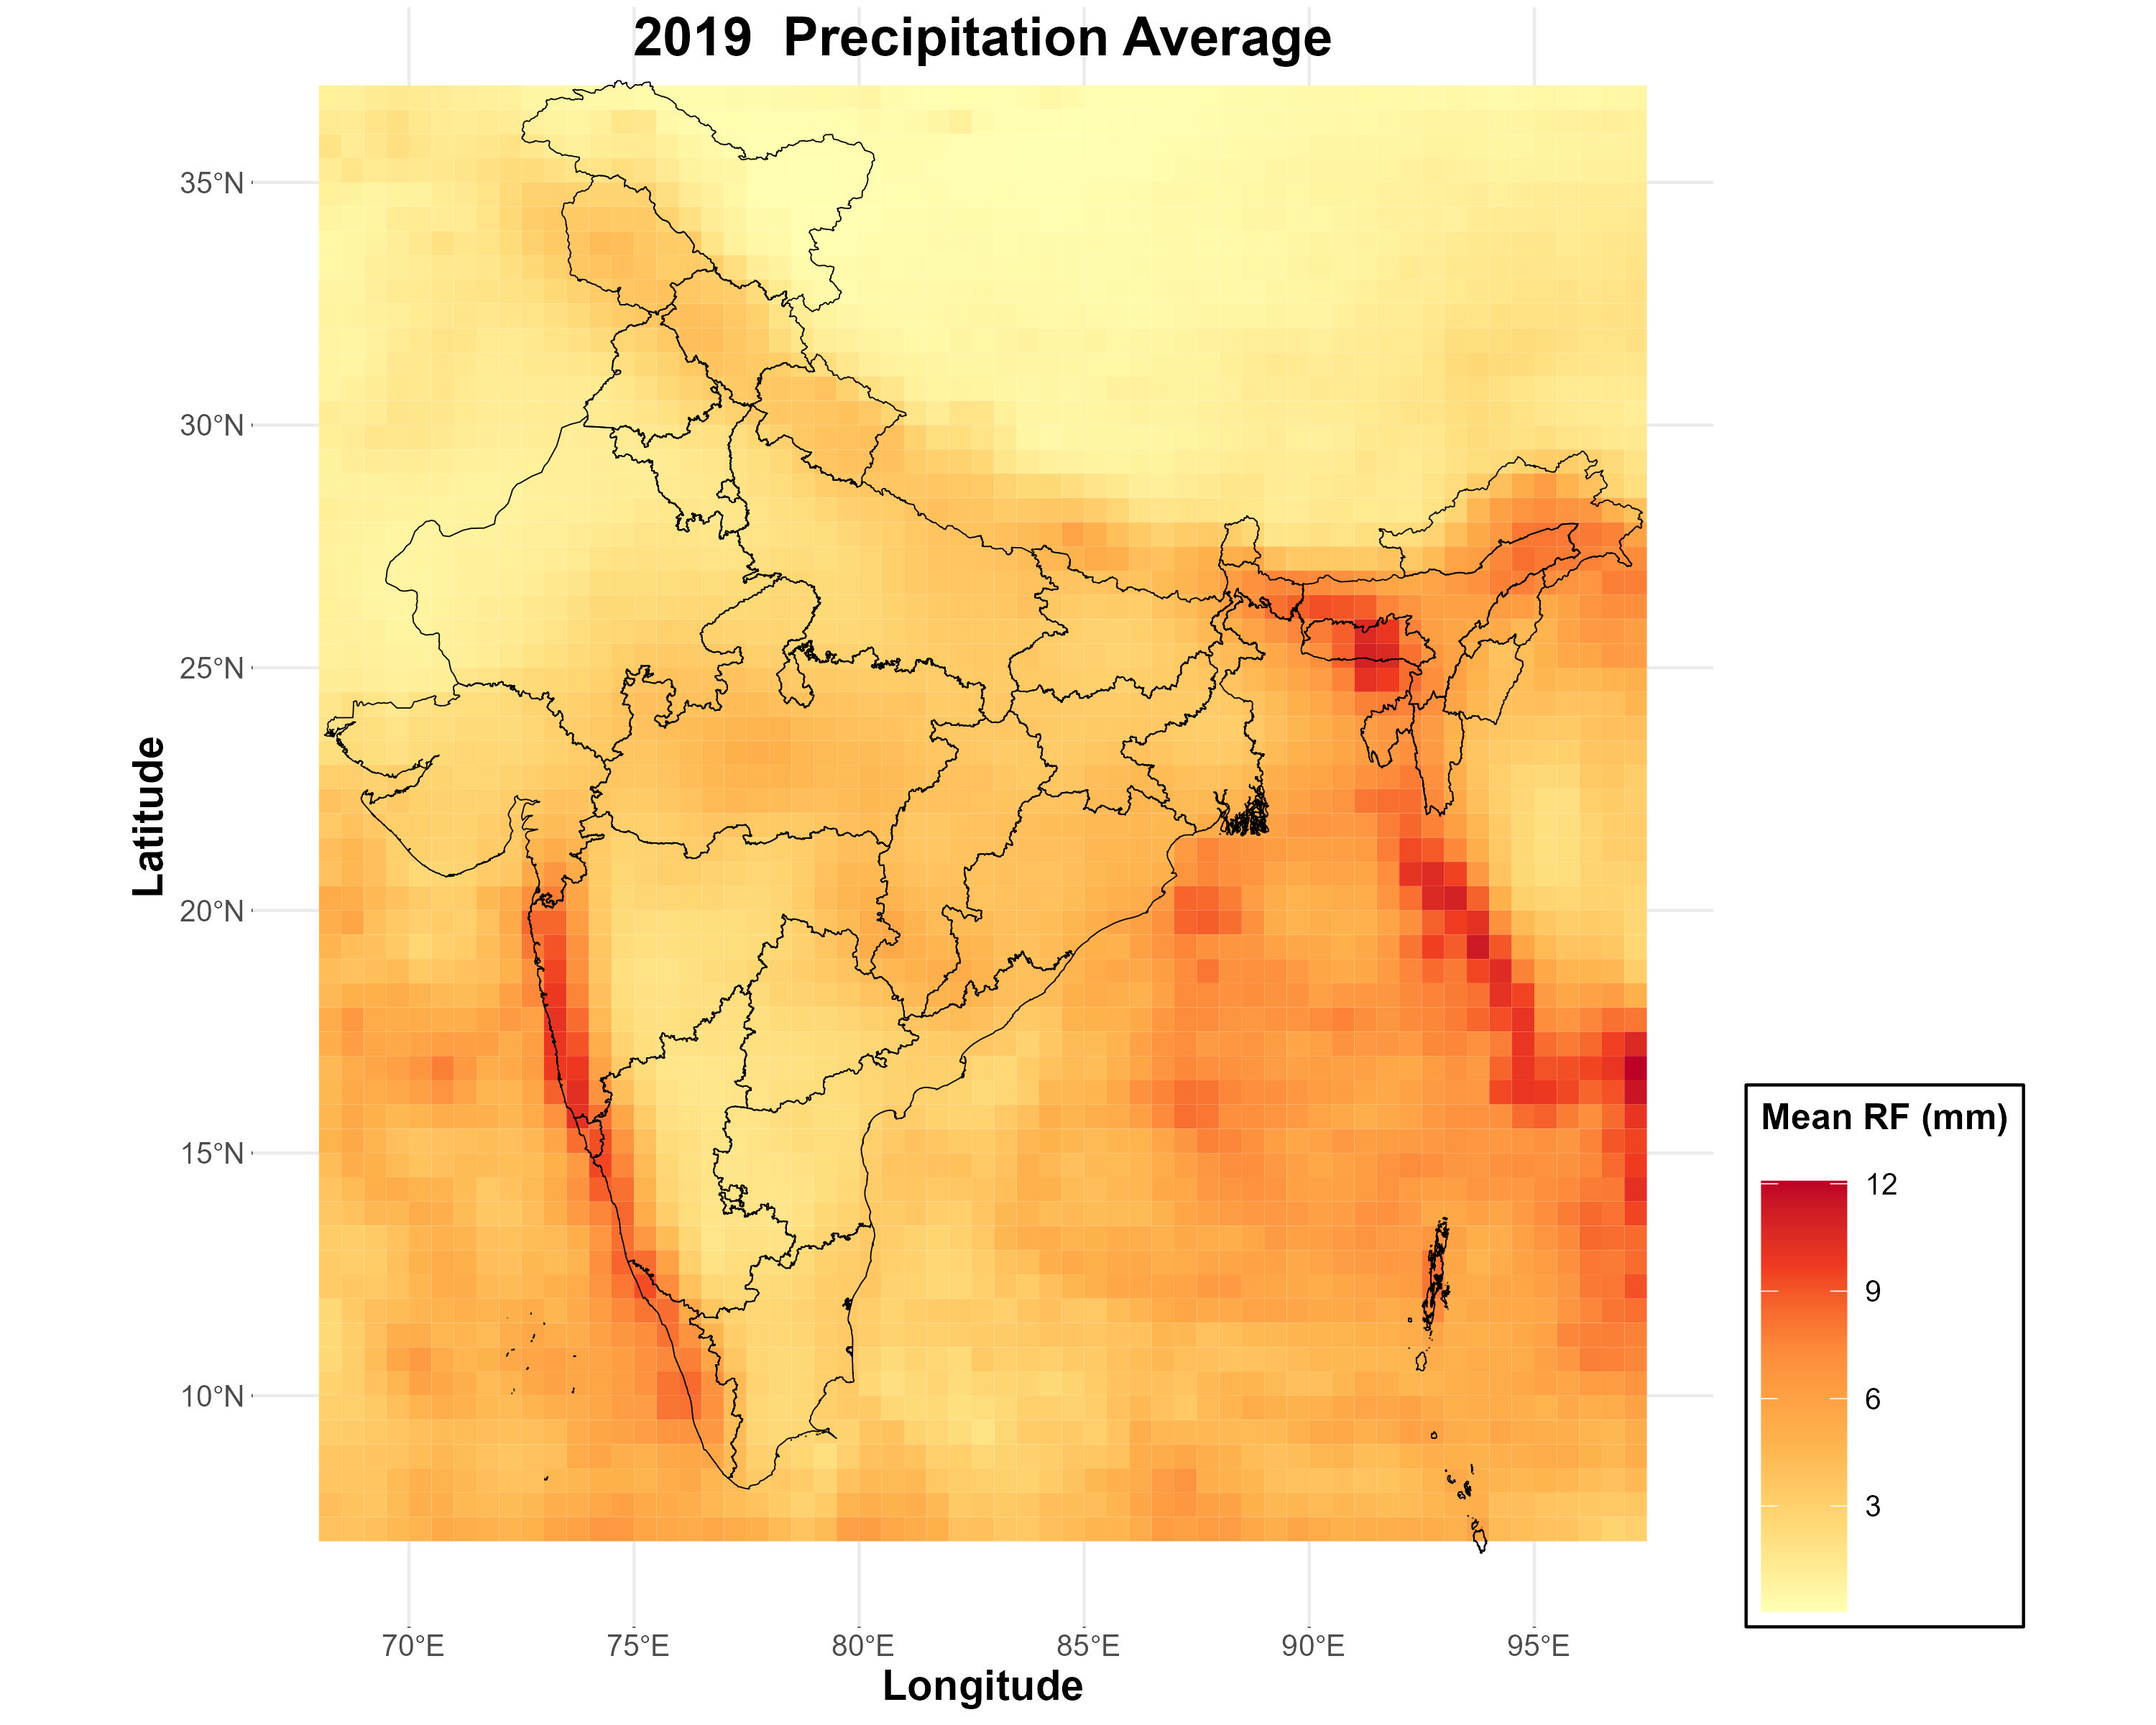 2019  Precipitation Average
35°N
30°N
25°N
20°N
15°N
10°N
Latitude
70°E
75°E
80°E
85°E
90°E
95°E
Longitude
Mean RF (mm)
12
9
6
3